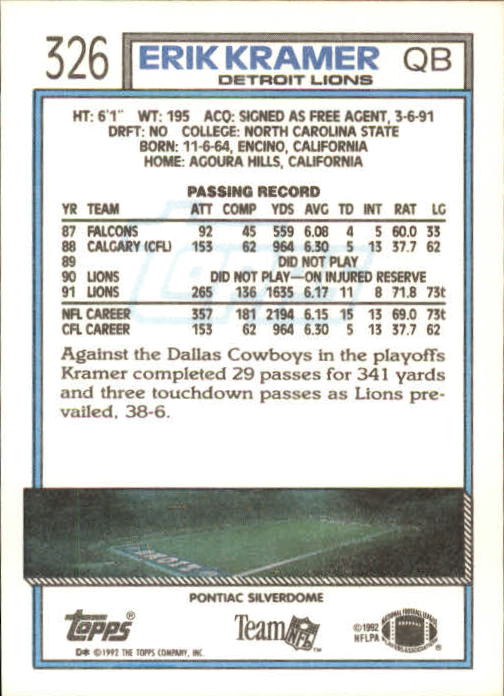 326 ERIK KRAMER QB
DETROIT LIONS
HT: 6'1" WT: 195 ACQ: SIGNED AS FREE AGENT, 3-6-91
DRFT: NO COLLEGE: NORTH CAROLINA STATE
BORN: 11-6-64, ENCINO, CALIFORNIA
HOME: AGOURA HILLS, CALIFORNIA
PASSING RECORD
YR TEAM ATT COMP YDS AVG TD INT RAT LG
87 FALCONS 92 45 559 6.08 4 5 60.0 33
88 CALGARY (CFL) 153 62 964 6.30 13 37.7 62
89 DID NOT PLAY
90 LIONS DID NOT PLAY—ON INJURED RESERVE
91 LIONS 265 136 1635 6.17 11 8 71.8 73t
NFL CAREER 357 181 2194 6.15 15 13 69.0 73t
CFL CAREER 153 62 964 6.30 5 13 37.7 62
Against the Dallas Cowboys in the playoffs
Kramer completed 29 passes for 341 yards
and three touchdown passes as Lions pre-
vailed, 38-6.
PONTIAC SILVERDOME
TOPPS® Team NFL™ ©1992
NFLPA
D* ©1992 THE TOPPS COMPANY, INC.